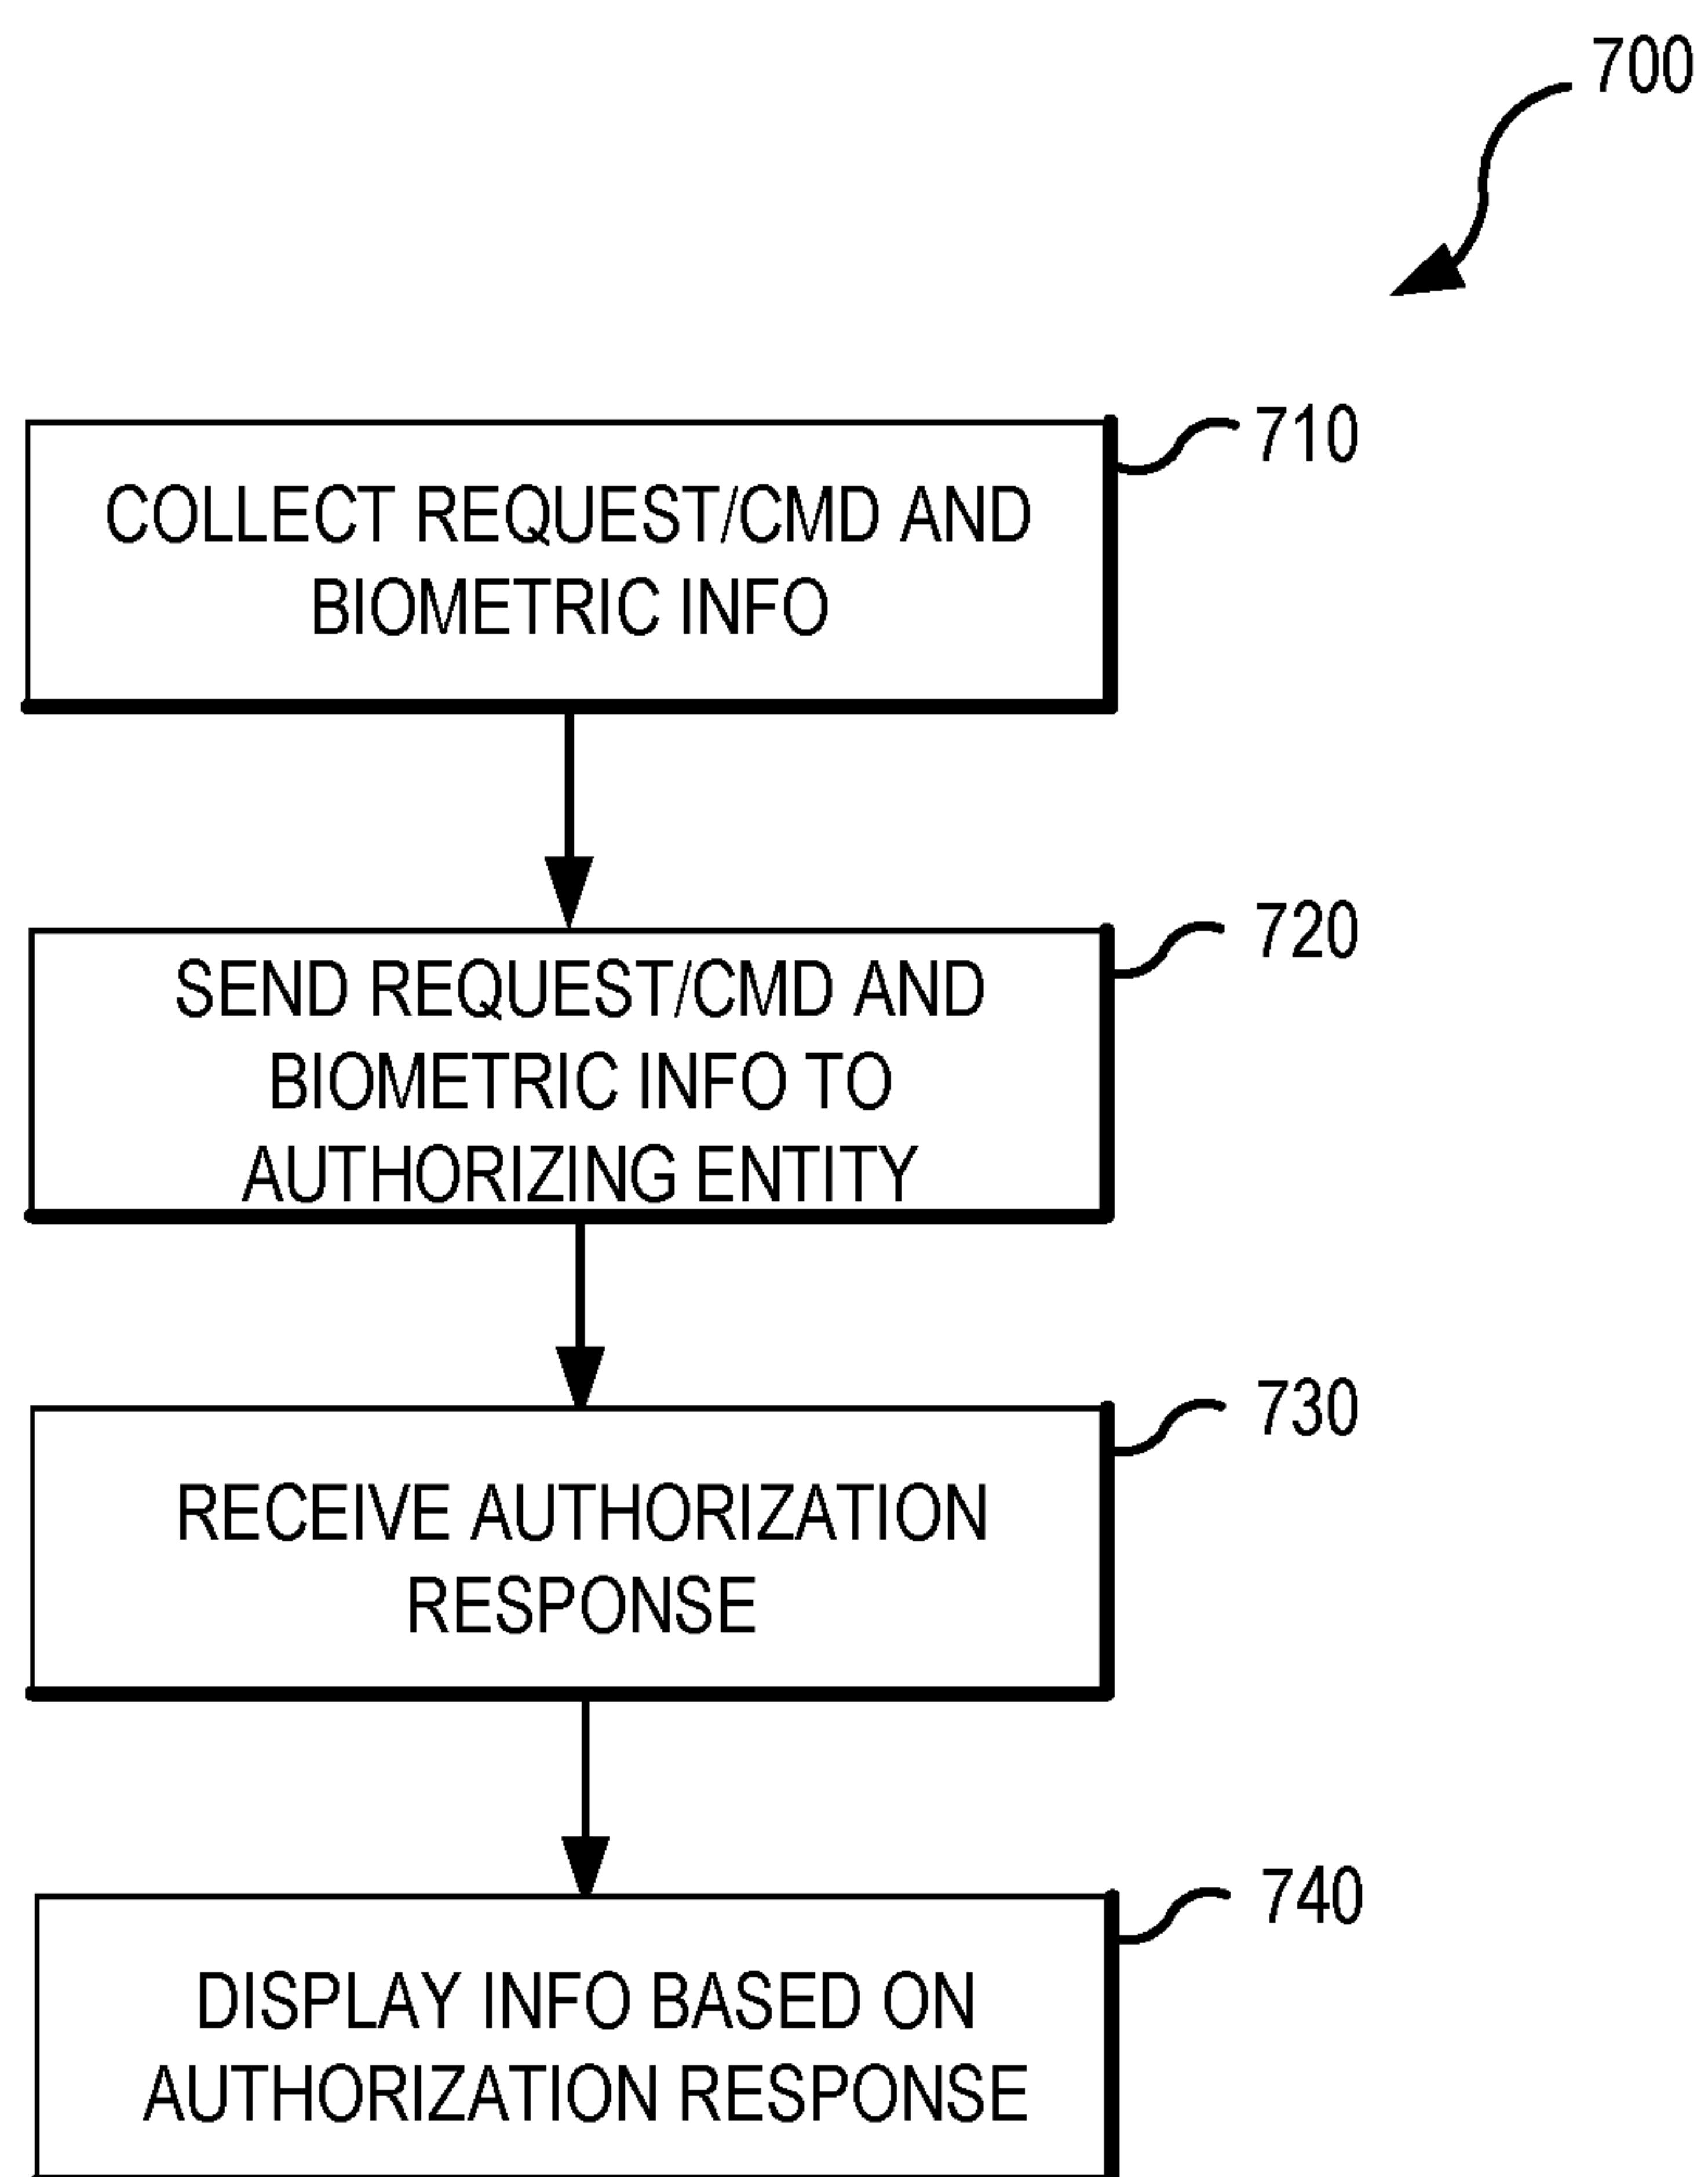 700
710
COLLECT REQUEST/CMD AND
BIOMETRIC INFO
720
SEND REQUEST/CMD AND
BIOMETRIC INFO TO
AUTHORIZING ENTITY
730
RECEIVE AUTHORIZATION
RESPONSE
740
DISPLAY INFO BASED ON
AUTHORIZATION RESPONSE